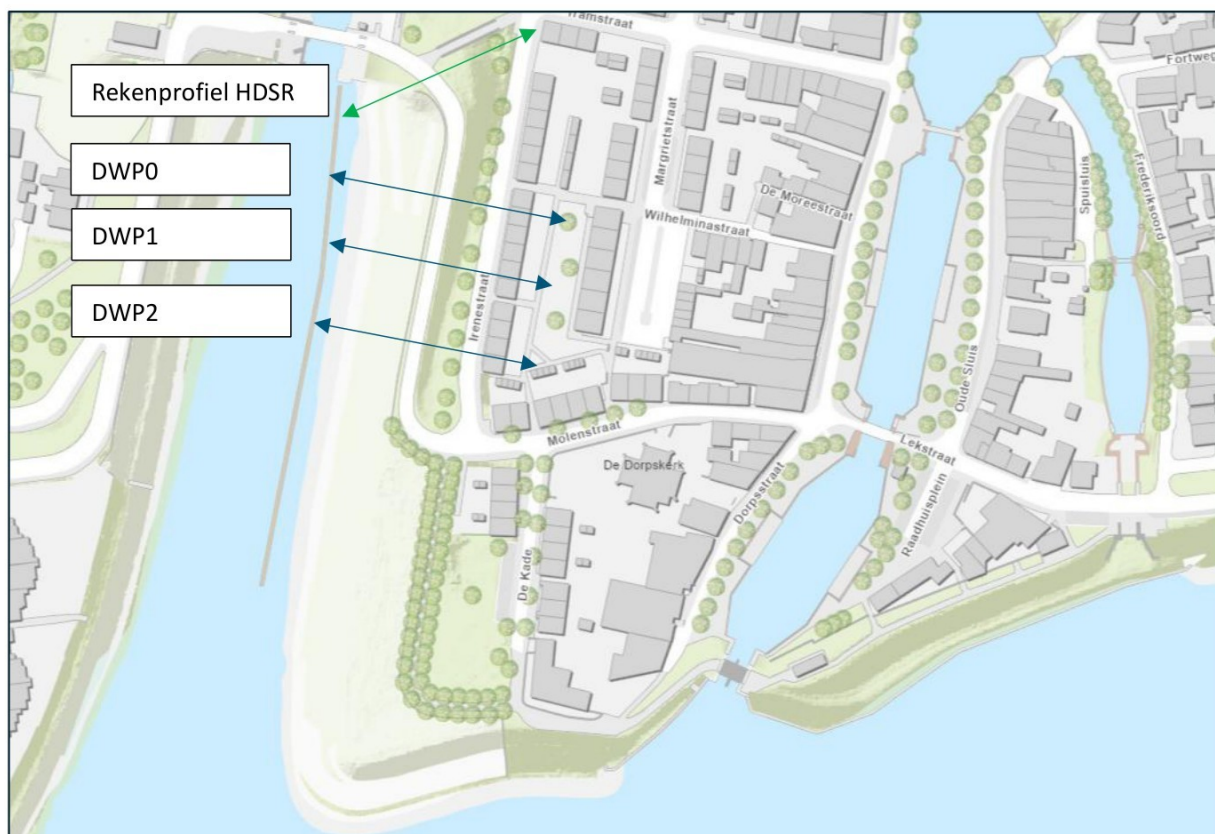 Tramstraat
Fortweg
Rekenprofiel HDSR
DWP0
DWP1
DWP2
Margrietstraat
De Moreestraat
Wilhelminastraat
Spuisluis
Frederiksoord
Irenestraat
Oude Sluis
Molenstraat
De Dorpskerk
Lekstraat
Dorpsstraat
Raadhuisplein
De Kade